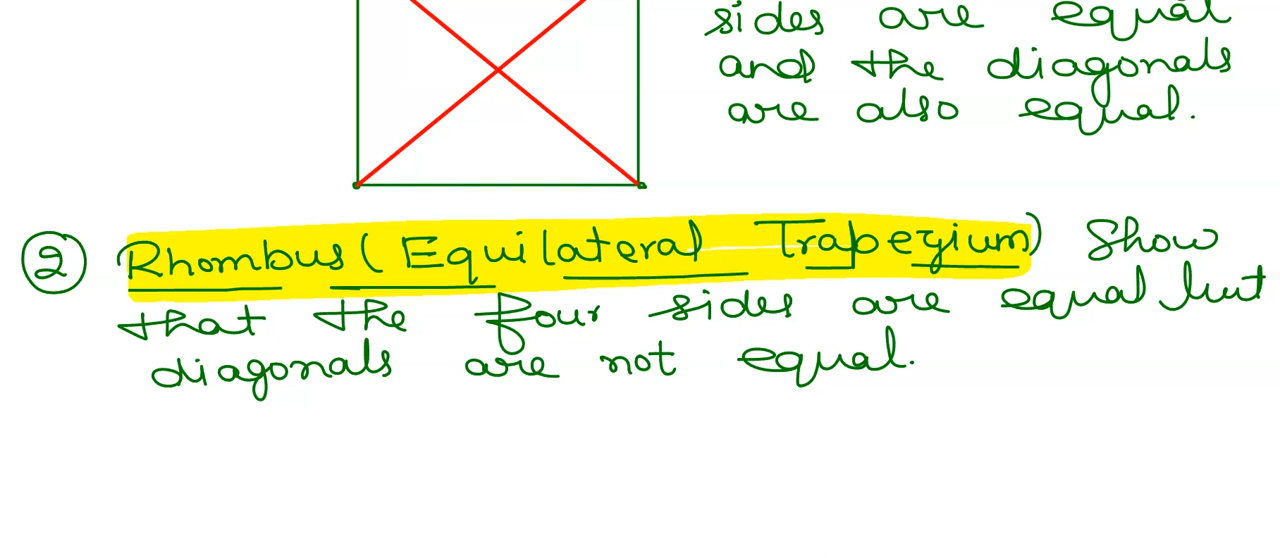 sides are equal
and the diagonals
are also equal.
2 Rhombus ( Equilateral Trapezium) Show
that the four sides are equal but
diagonals are not equal.